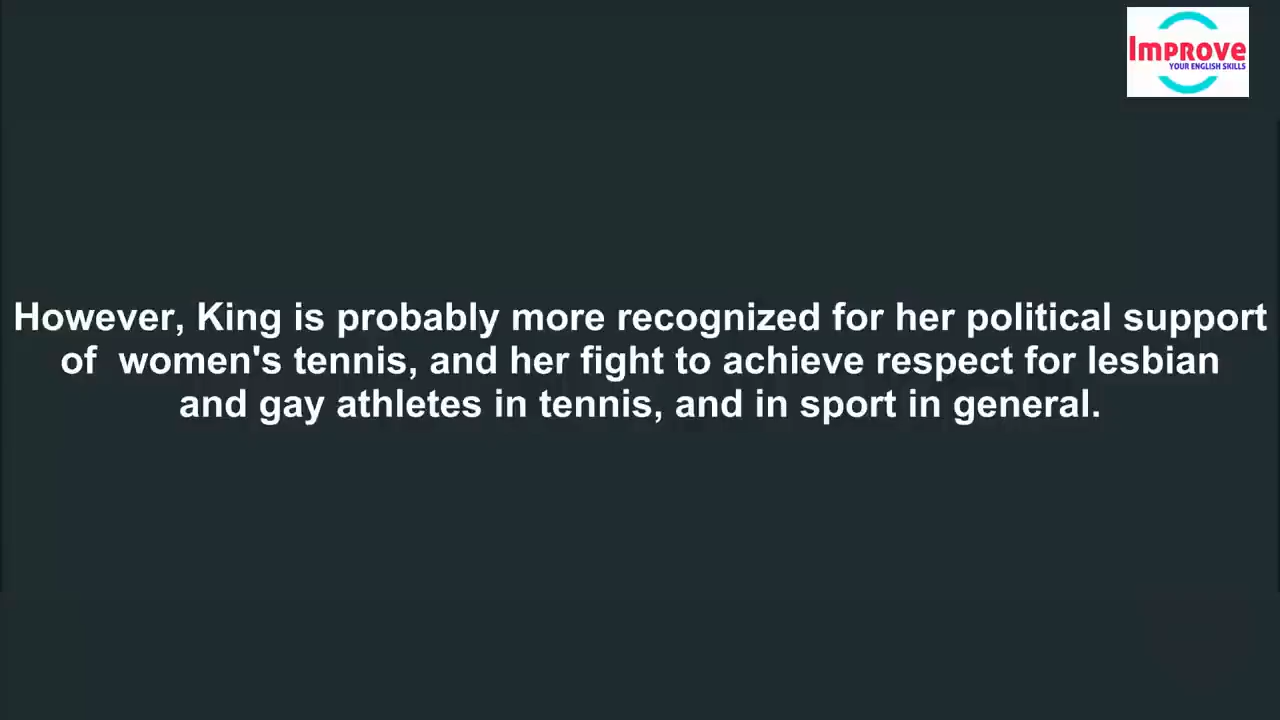 Improve
YOUR ENGLISH SKILLS
However, King is probably more recognized for her political support
of  women's tennis, and her fight to achieve respect for lesbian
and gay athletes in tennis, and in sport in general.